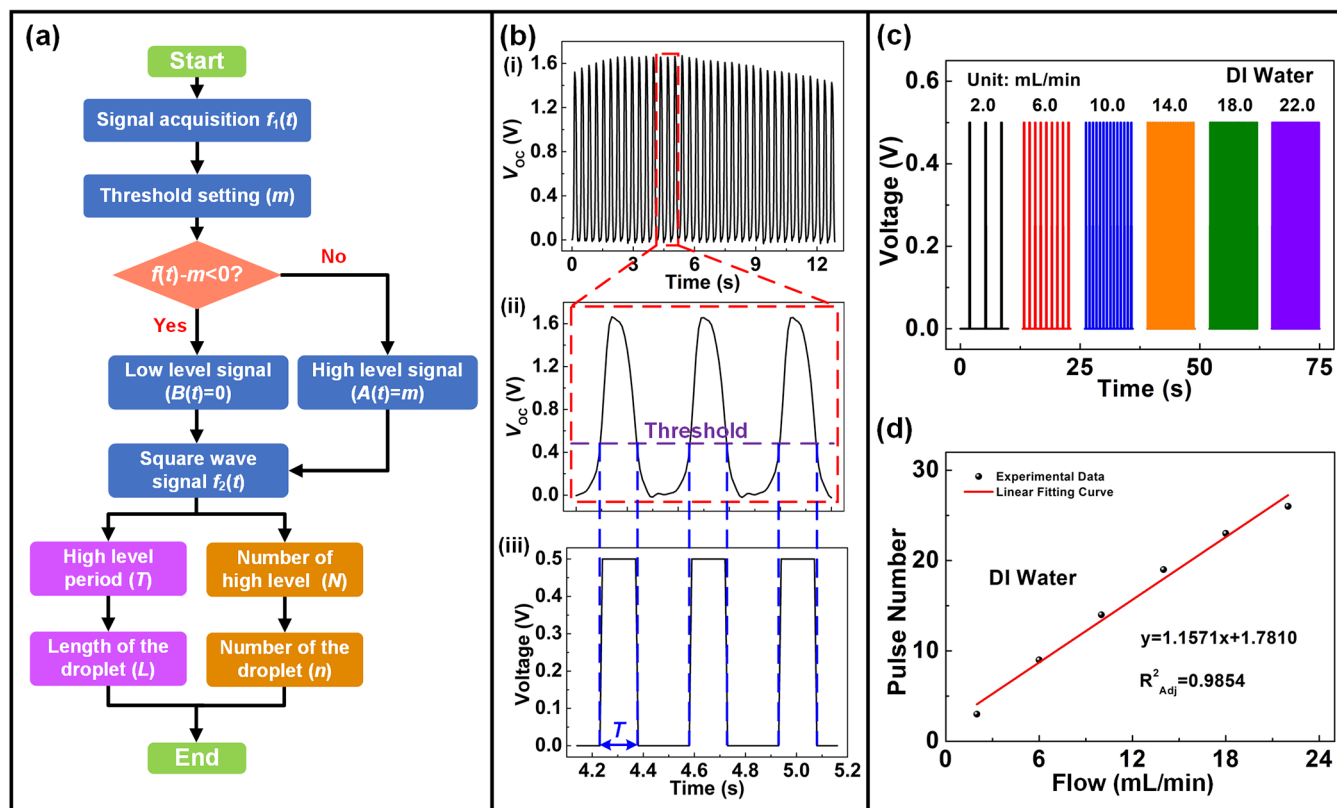 (a)
Start
Signal acquisition f₁(t)
Threshold setting (m)
f(t)-m<0?
No
Yes
Low level signal
(B(t)=0)
High level signal
(A(t)=m)
Square wave
signal f₂(t)
High level
period (T)
Number of
high level (N)
Length of the
droplet (L)
Number of the
droplet (n)
End
(b)
(i)
V_OC (V)
1.6
1.2
0.8
0.4
0.0
0 3 6 9 12
Time (s)
(ii)
V_OC (V)
1.6
1.2
0.8
0.4
0.0
Threshold
(iii)
Voltage (V)
0.5
0.4
0.3
0.2
0.1
0.0
T
4.2 4.4 4.6 4.8 5.0 5.2
Time (s)
(c)
Voltage (V)
0.6
0.4
0.2
0.0
Unit: mL/min DI Water
2.0 6.0 10.0 14.0 18.0 22.0
0 25 50 75
Time (s)
(d)
Pulse Number
30
20
10
0
Experimental Data
Linear Fitting Curve
DI Water
y=1.1571x+1.7810
R²_Adj=0.9854
0 6 12 18 24
Flow (mL/min)